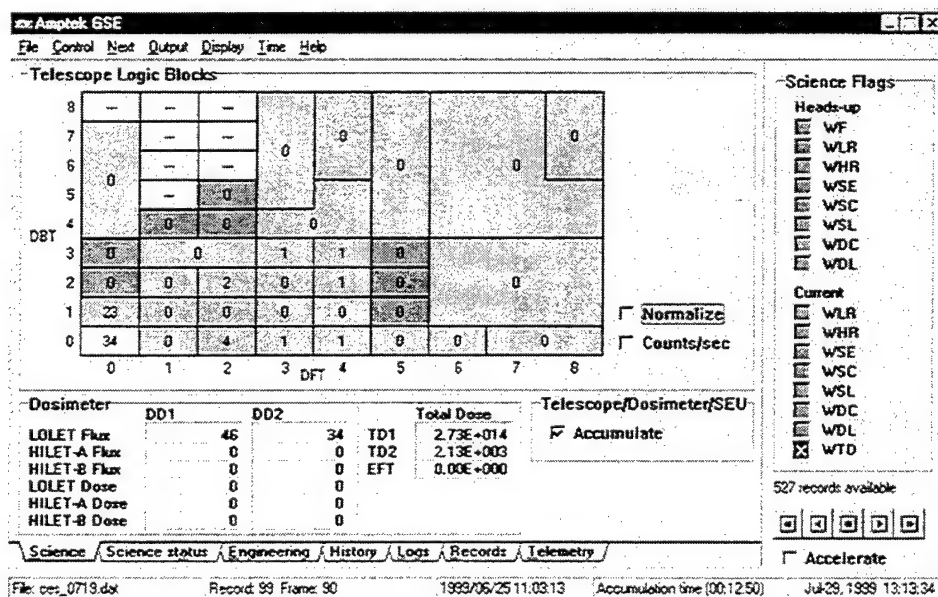 Amptek GSE
File Control Next Output Display Time Help
Telescope Logic Blocks
8 -- -- --
7 -- -- 0
6 0 -- -- 0 0 0 0
5 -- 0
DBT 4 0 0 0
3 0 0 1 1 0
2 0 0 2 0 1 0 0
1 23 0 0 0 0 0
0 34 0 4 1 1 0 0 0
0 1 2 3 4 5 6 7 8
DFT
Normalize
Counts/sec
Science Flags
Heads-up
WF
WLR
WHR
WSE
WSC
WSL
WDC
WDL
Current
WLR
WHR
WSE
WSC
WSL
WDC
WDL
WTD
527 records available
Accelerate
Dosimeter
DD1 DD2 Total Dose
LOLET Flux 46 34 TD1 2.73E+014
HILET-A Flux 0 0 TD2 2.13E+003
HILET-B Flux 0 0 EFT 0.00E+000
LOLET Dose 0 0
HILET-A Dose 0 0
HILET-B Dose 0 0
Telescope/Dosimeter/SEU
Accumulate
Science Science status Engineering History Logs Records Telemetry
File: ces_0719.dat Record: 99 Frame: 90 1999/06/25 11:03:13 Accumulation time [00:12:50] Jul-29, 1999 13:13:34